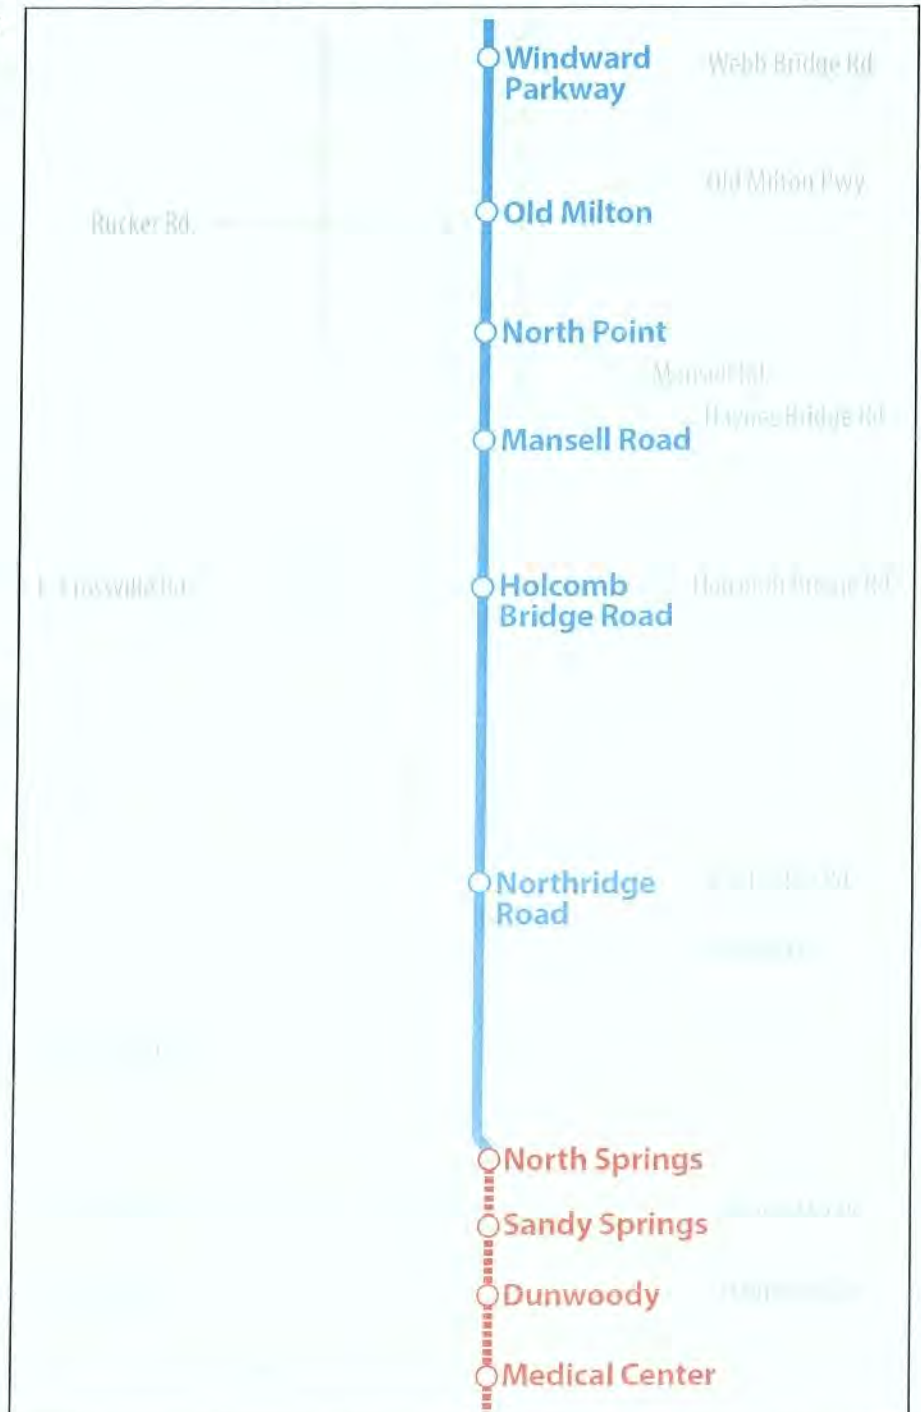 Windward
Parkway
Webb Bridge Rd.
Old Milton Pwy
Old Milton
Rucker Rd.
North Point
Mansell Rd.
Haynes Bridge Rd.
Mansell Road
Holcomb
Bridge Road
Holcomb Bridge Rd.
Northridge
Road
North Springs
Sandy Springs
Dunwoody
Medical Center